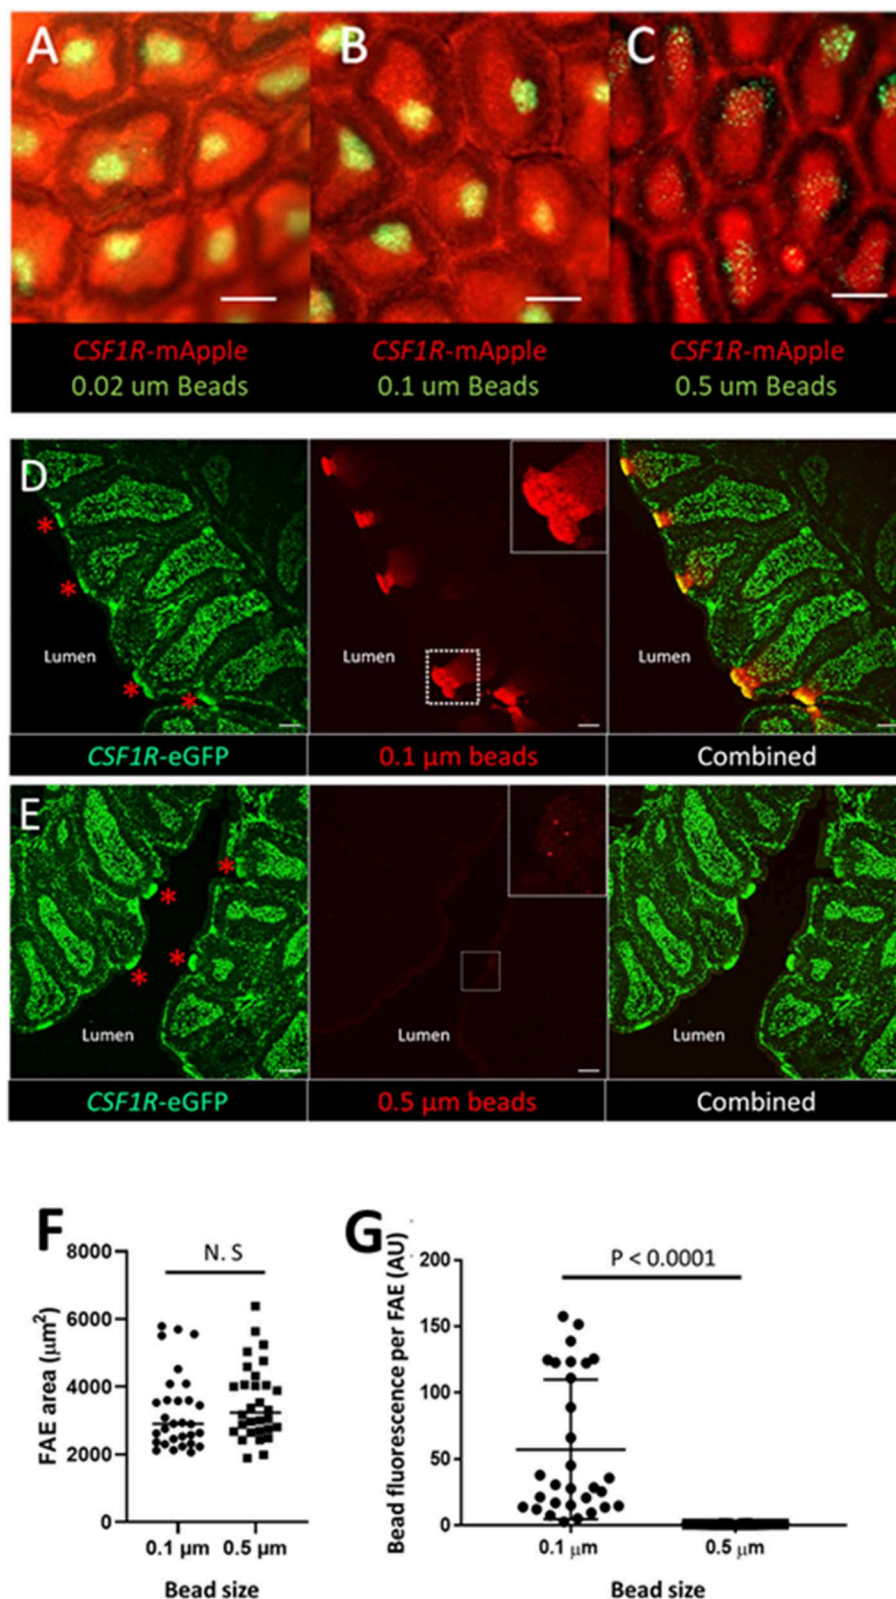 A B C
CSF1R-mApple CSF1R-mApple CSF1R-mApple
0.02 um Beads 0.1 um Beads 0.5 um Beads
D
*
*
Lumen Lumen Lumen
* *
CSF1R-eGFP 0.1 μm beads Combined
E
*
*
*
*
Lumen Lumen Lumen
CSF1R-eGFP 0.5 μm beads Combined
F
N. S
FAE area (μm²)
8000
6000
4000
2000
0
0.1 μm 0.5 μm
Bead size
G
P < 0.0001
Bead fluorescence per FAE (AU)
200
150
100
50
0
0.1 μm 0.5 μm
Bead size